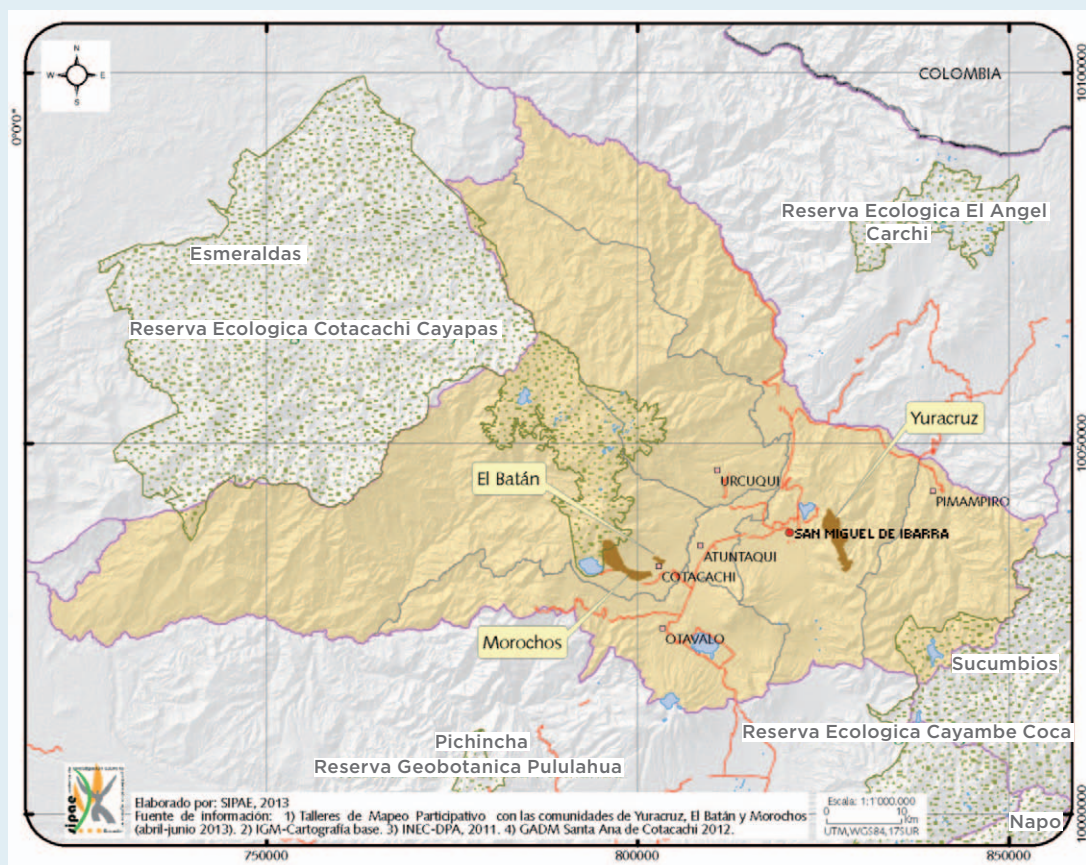 N
W E
S
0°0'0"
COLOMBIA
10100000
Reserva Ecologica El Angel
Carchi
Esmeraldas
Reserva Ecologica Cotacachi Cayapas
Yuracruz
10050000
El Batán
URCUQUI
PIMAMPIRO
SAN MIGUEL DE IBARRA
ATUNTAQUI
COTACACHI
Morochos
OTAVALO
Sucumbios
Reserva Ecologica Cayambe Coca
Pichincha
Reserva Geobotanica Pululahua
sipae
Elaborado por: SIPAE, 2013
Fuente de información: 1) Talleres de Mapeo Participativo con las comunidades de Yuracruz, El Batán y Morochos
(abril-junio 2013). 2) IGM-Cartografía base. 3) INEC-DPA, 2011. 4) GADM Santa Ana de Cotacachi 2012.
Escala: 1:1'000.000
0 10
Km
UTM,WGS84,17SUR
Napo
750000 800000 850000